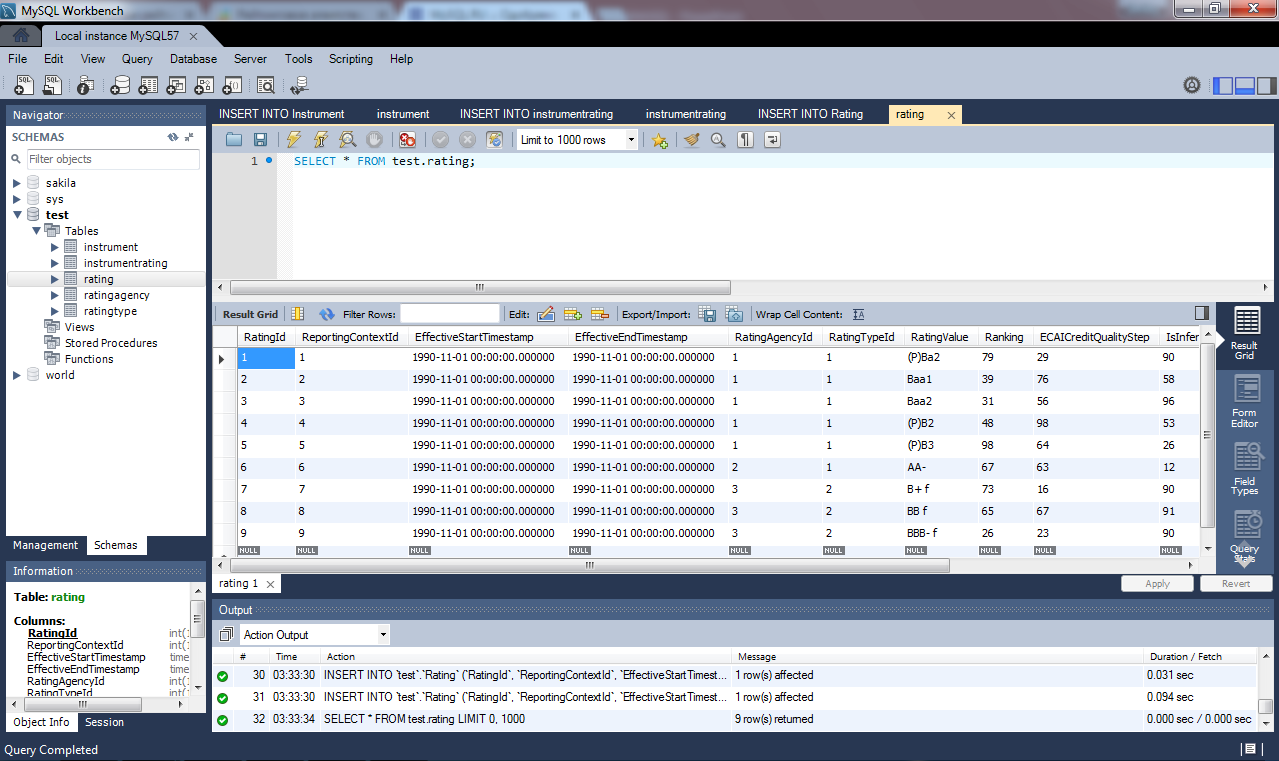 MySQL Workbench
Local instance MySQL57
File Edit View Query Database Server Tools Scripting Help
Navigator
SCHEMAS
Filter objects
sakila
sys
test
Tables
instrument
instrumentrating
rating
ratingagency
ratingtype
Views
Stored Procedures
Functions
world
Management Schemas
Information
Table: rating
Columns:
RatingId int(
ReportingContextId int(
EffectiveStartTimestamp time
EffectiveEndTimestamp time
RatingAgencyId int(
RatingTypeId int(
Object Info Session
INSERT INTO Instrument instrument INSERT INTO instrumentrating instrumentrating INSERT INTO Rating rating
Limit to 1000 rows
1 SELECT * FROM test.rating;
Result Grid Filter Rows: Edit: Export/Import: Wrap Cell Content:
RatingId ReportingContextId EffectiveStartTimestamp EffectiveEndTimestamp RatingAgencyId RatingTypeId RatingValue Ranking ECAICreditQualityStep IsInfer
1 1 1990-11-01 00:00:00.000000 1990-11-01 00:00:00.000000 1 1 (P)Ba2 79 29 90
2 2 1990-11-01 00:00:00.000000 1990-11-01 00:00:00.000000 1 1 Baa1 39 76 58
3 3 1990-11-01 00:00:00.000000 1990-11-01 00:00:00.000000 1 1 Baa2 31 56 96
4 4 1990-11-01 00:00:00.000000 1990-11-01 00:00:00.000000 1 1 (P)B2 48 98 53
5 5 1990-11-01 00:00:00.000000 1990-11-01 00:00:00.000000 1 1 (P)B3 98 64 26
6 6 1990-11-01 00:00:00.000000 1990-11-01 00:00:00.000000 2 1 AA- 67 63 12
7 7 1990-11-01 00:00:00.000000 1990-11-01 00:00:00.000000 3 2 B+f 73 16 90
8 8 1990-11-01 00:00:00.000000 1990-11-01 00:00:00.000000 3 2 BB f 65 67 91
9 9 1990-11-01 00:00:00.000000 1990-11-01 00:00:00.000000 3 2 BBB- f 26 23 90
NULL NULL NULL NULL NULL NULL NULL NULL NULL NULL
Result
Grid
Form
Editor
Field
Types
Query
Stats
rating 1
Apply Revert
Output
Action Output
# Time Action Message Duration / Fetch
30 03:33:30 INSERT INTO `test`.`Rating` (`RatingId`, `ReportingContextId`, `EffectiveStartTimest... 1 row(s) affected 0.031 sec
31 03:33:30 INSERT INTO `test`.`Rating` (`RatingId`, `ReportingContextId`, `EffectiveStartTimest... 1 row(s) affected 0.094 sec
32 03:33:34 SELECT * FROM test.rating LIMIT 0, 1000 9 row(s) returned 0.000 sec / 0.000 sec
Query Completed